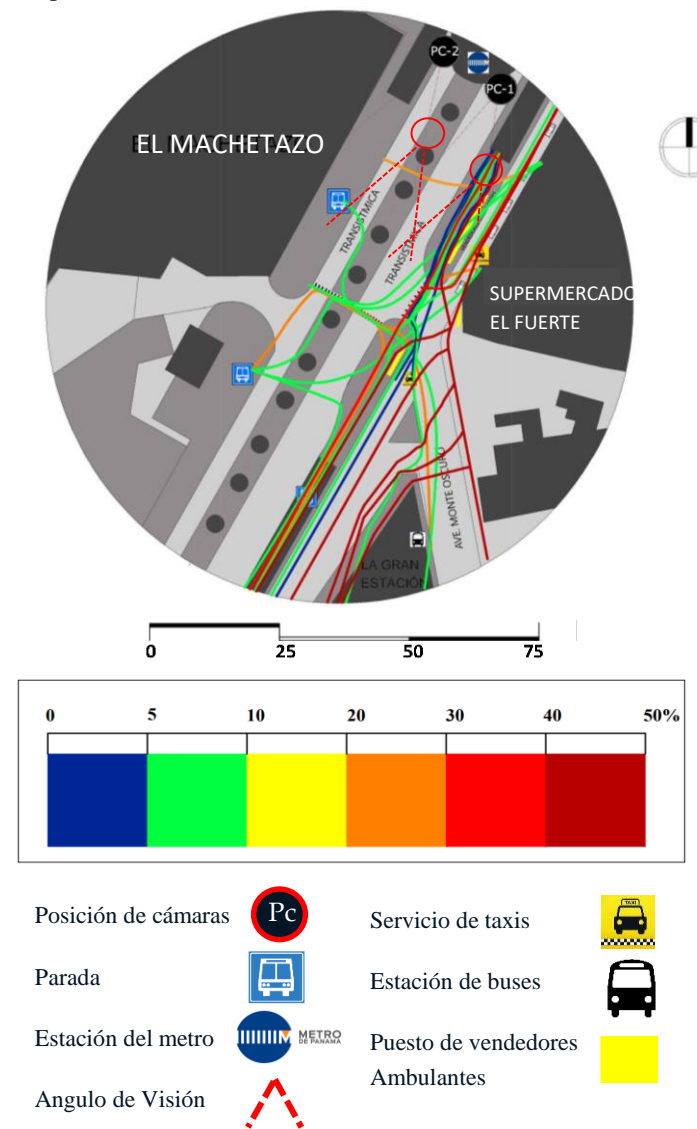 PC-2
PC-1
EL MACHETAZO
TRANSISTMICA
TRANSISTMICA
SUPERMERCADO
EL FUERTE
AVE. MONTE OSCURO
LA GRAN
ESTACIÓN
0 25 50 75
0 5 10 20 30 40 50%
Posición de cámaras
Pc
Servicio de taxis
TAXI
Parada
Estación de buses
Estación del metro
METRO
DE PANAMÁ
Puesto de vendedores
Ambulantes
Angulo de Visión